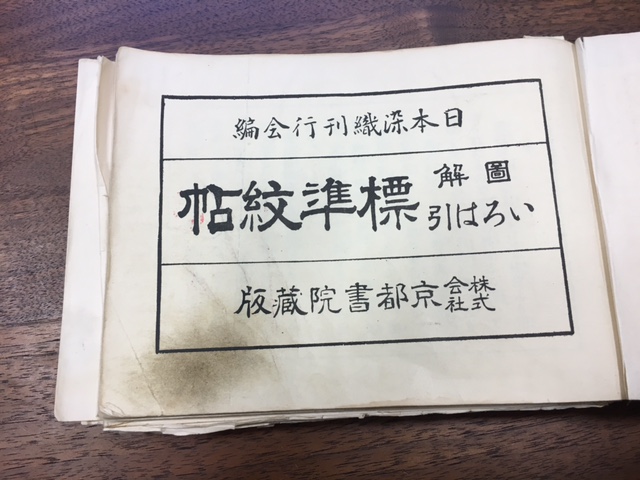 日本染織刊行会編
圖解
いろは引
標準紋帖
株式会社京都書院藏版